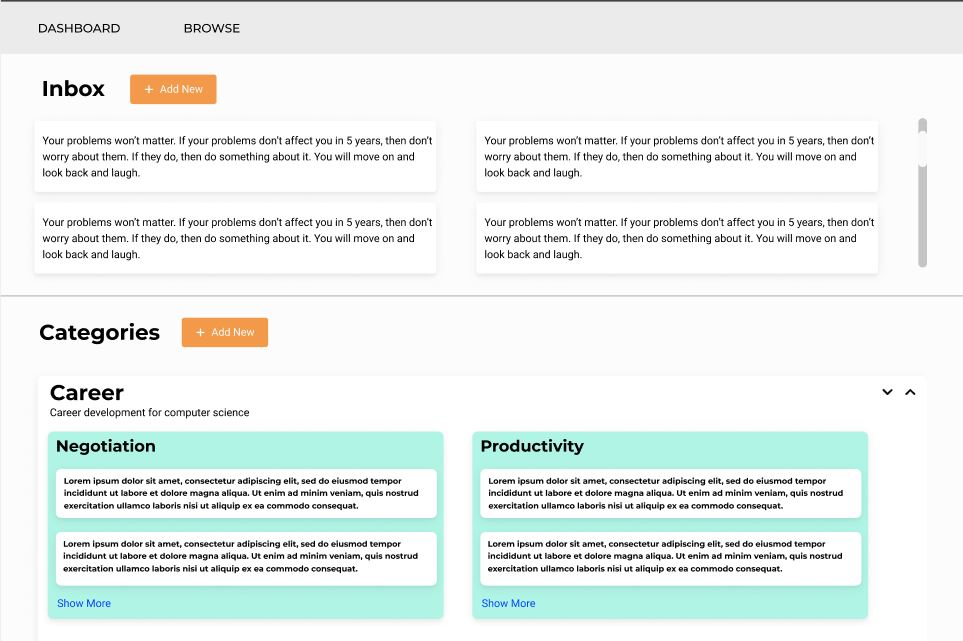 DASHBOARD BROWSE
Inbox
+ Add New
Your problems won’t matter. If your problems don’t affect you in 5 years, then don’t
worry about them. If they do, then do something about it. You will move on and
look back and laugh.
Your problems won’t matter. If your problems don’t affect you in 5 years, then don’t
worry about them. If they do, then do something about it. You will move on and
look back and laugh.
Your problems won’t matter. If your problems don’t affect you in 5 years, then don’t
worry about them. If they do, then do something about it. You will move on and
look back and laugh.
Your problems won’t matter. If your problems don’t affect you in 5 years, then don’t
worry about them. If they do, then do something about it. You will move on and
look back and laugh.
Categories
+ Add New
Career
Career development for computer science
Negotiation
Lorem ipsum dolor sit amet, consectetur adipiscing elit, sed do eiusmod tempor
incididunt ut labore et dolore magna aliqua. Ut enim ad minim veniam, quis nostrud
exercitation ullamco laboris nisi ut aliquip ex ea commodo consequat.
Lorem ipsum dolor sit amet, consectetur adipiscing elit, sed do eiusmod tempor
incididunt ut labore et dolore magna aliqua. Ut enim ad minim veniam, quis nostrud
exercitation ullamco laboris nisi ut aliquip ex ea commodo consequat.
Show More
Productivity
Lorem ipsum dolor sit amet, consectetur adipiscing elit, sed do eiusmod tempor
incididunt ut labore et dolore magna aliqua. Ut enim ad minim veniam, quis nostrud
exercitation ullamco laboris nisi ut aliquip ex ea commodo consequat.
Lorem ipsum dolor sit amet, consectetur adipiscing elit, sed do eiusmod tempor
incididunt ut labore et dolore magna aliqua. Ut enim ad minim veniam, quis nostrud
exercitation ullamco laboris nisi ut aliquip ex ea commodo consequat.
Show More